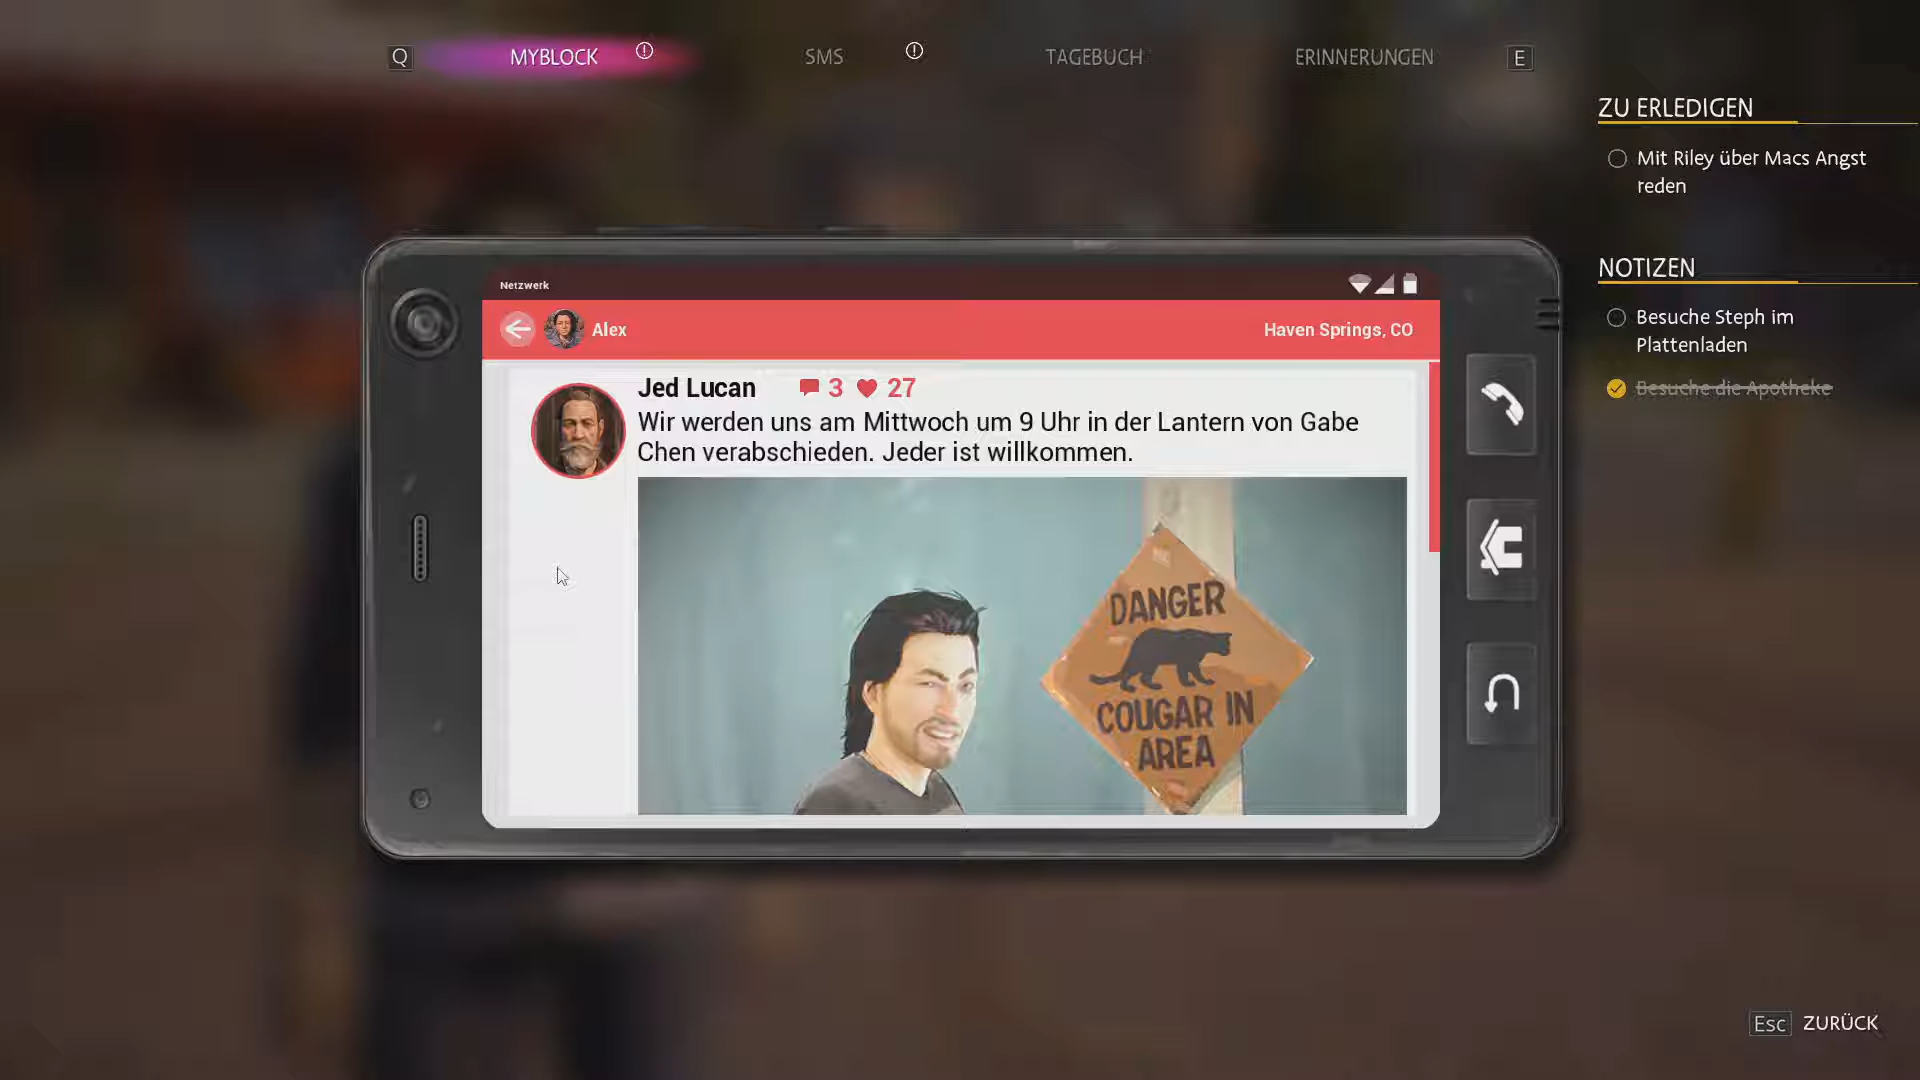 Q MYBLOCK SMS TAGEBUCH ERINNERUNGEN E
ZU ERLEDIGEN
Mit Riley über Macs Angst
reden
NOTIZEN
Besuche Steph im
Plattenladen
Besuche die Apotheke
Netzwerk
Alex
Haven Springs, CO
Jed Lucan 3 27
Wir werden uns am Mittwoch um 9 Uhr in der Lantern von Gabe
Chen verabschieden. Jeder ist willkommen.
DANGER
COUGAR IN
AREA
Esc ZURÜCK